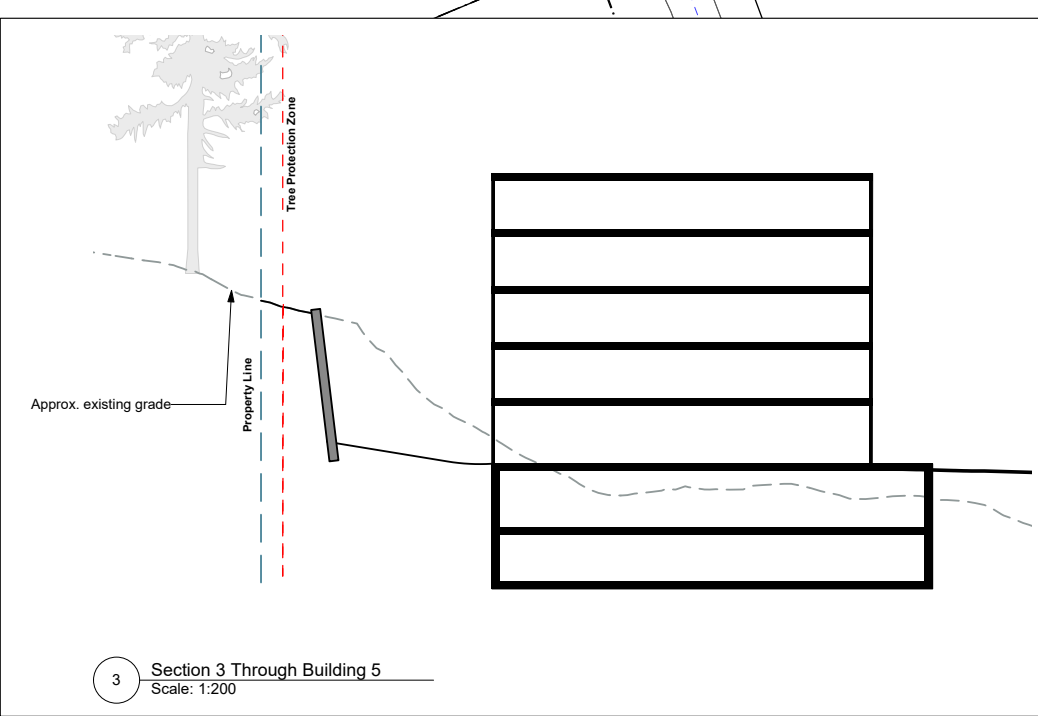 Tree Protection Zone
Property Line
Approx. existing grade
3
Section 3 Through Building 5
Scale: 1:200